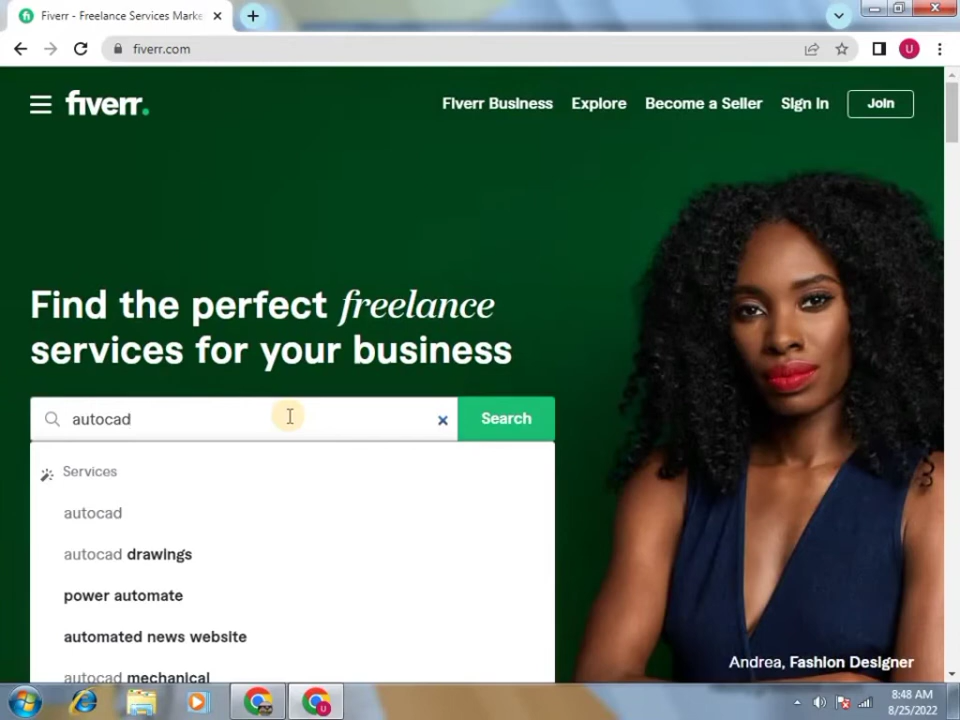 Fiverr - Freelance Services Marke
fiverr.com
U
fiverr.
Fiverr Business
Explore
Become a Seller
Sign In
Join
Find the perfect freelance
services for your business
autocad
Search
Services
autocad
autocad drawings
power automate
automated news website
autocad mechanical
Andrea, Fashion Designer
8:48 AM
8/25/2022